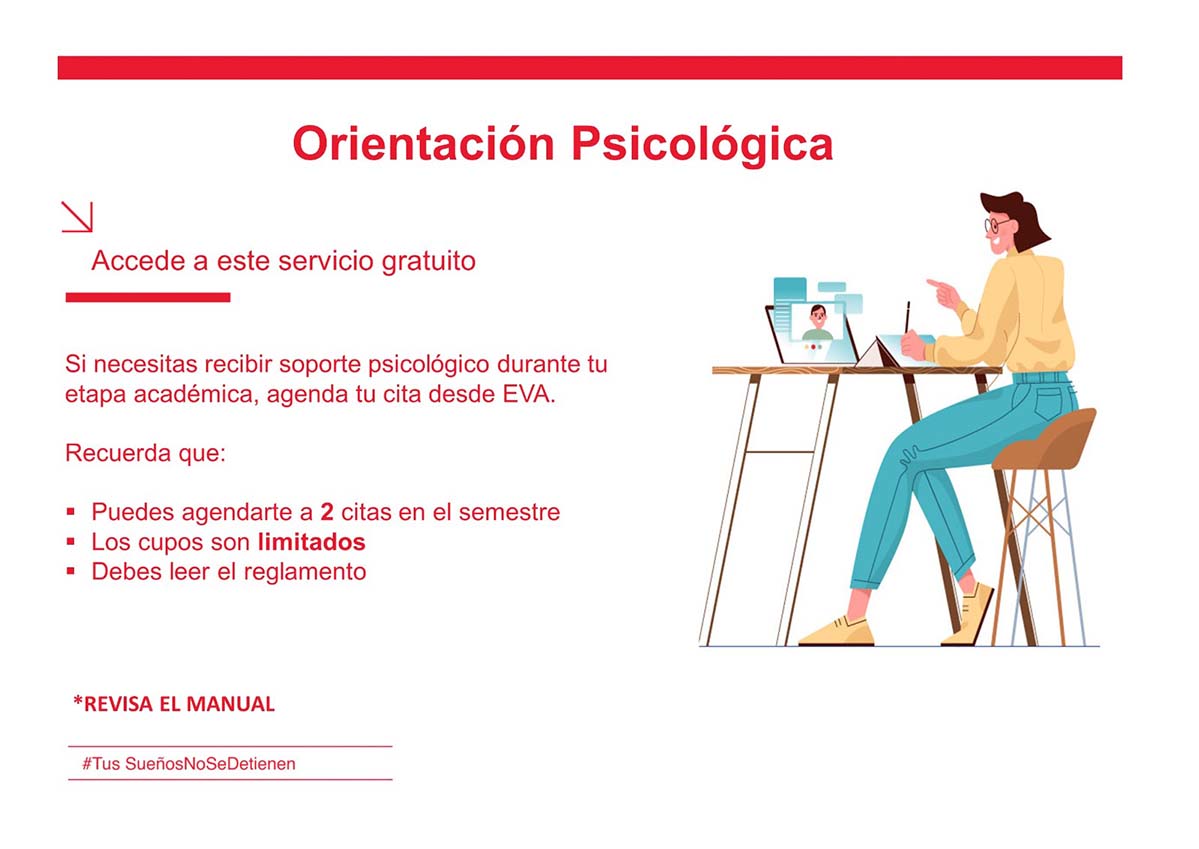 Orientación Psicológica
Accede a este servicio gratuito
Si necesitas recibir soporte psicológico durante tu
etapa académica, agenda tu cita desde EVA.
Recuerda que:
▪ Puedes agendarte a 2 citas en el semestre
▪ Los cupos son limitados
▪ Debes leer el reglamento
*REVISA EL MANUAL
#Tus SueñosNoSeDetienen